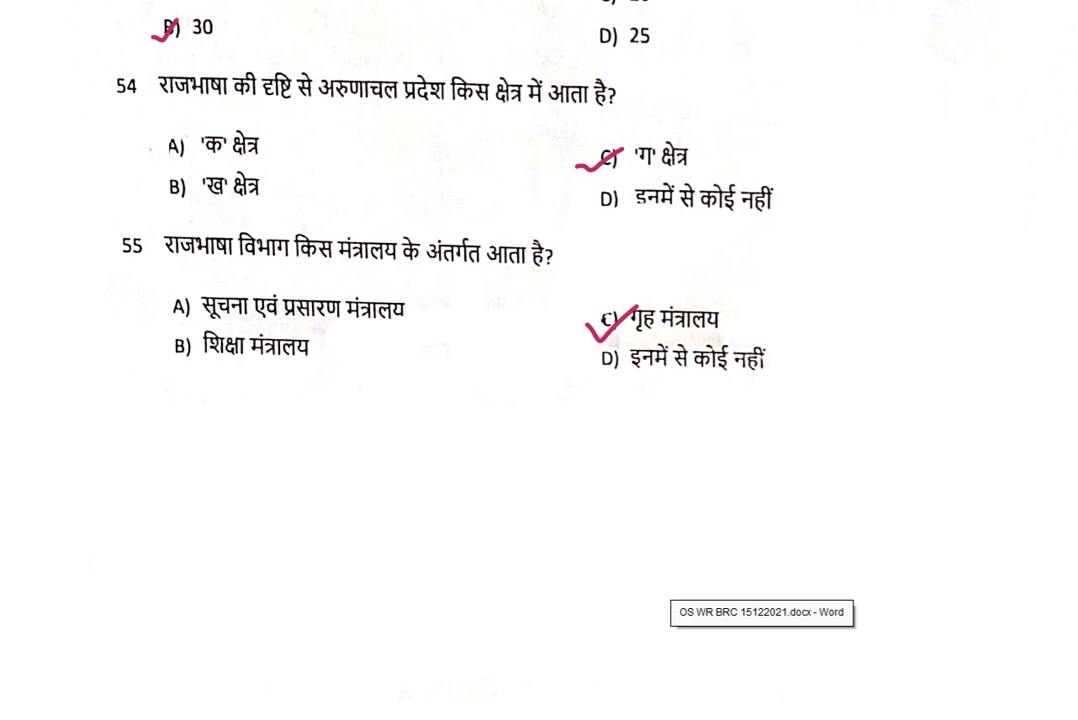 B) 30
D) 25
54 राजभाषा की दृष्टि से अरुणाचल प्रदेश किस क्षेत्र में आता है?
A) 'क' क्षेत्र
C) 'ग' क्षेत्र
B) 'ख' क्षेत्र
D) इनमें से कोई नहीं
55 राजभाषा विभाग किस मंत्रालय के अंतर्गत आता है?
A) सूचना एवं प्रसारण मंत्रालय
C) गृह मंत्रालय
B) शिक्षा मंत्रालय
D) इनमें से कोई नहीं
OS WR BRC 15122021.docx - Word